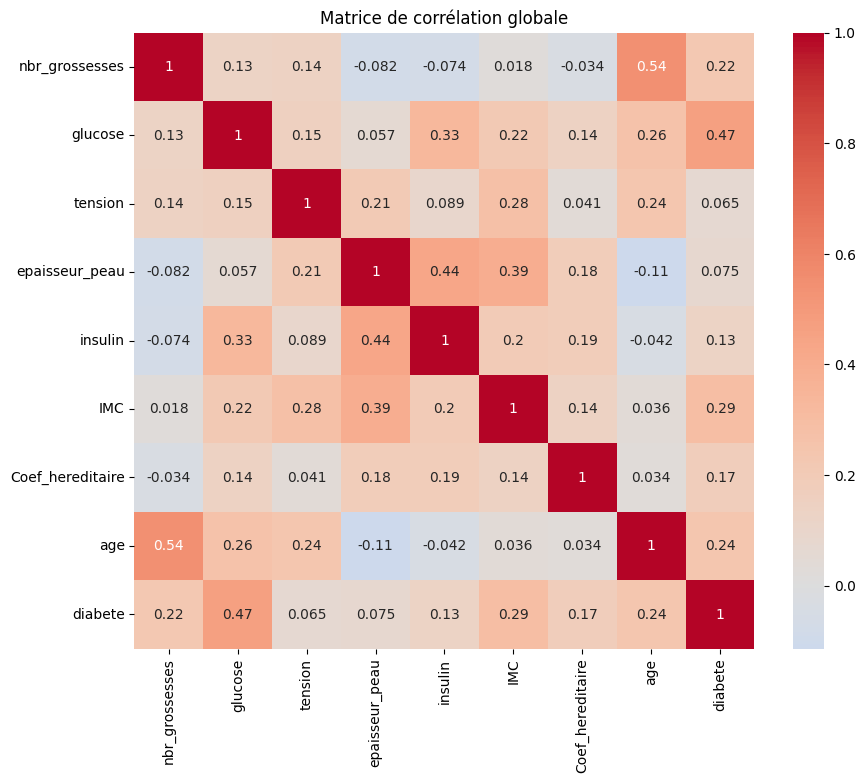 Matrice de corrélation globale
nbr_grossesses 1 0.13 0.14 -0.082 -0.074 0.018 -0.034 0.54 0.22
glucose 0.13 1 0.15 0.057 0.33 0.22 0.14 0.26 0.47
tension 0.14 0.15 1 0.21 0.089 0.28 0.041 0.24 0.065
epaisseur_peau -0.082 0.057 0.21 1 0.44 0.39 0.18 -0.11 0.075
insulin -0.074 0.33 0.089 0.44 1 0.2 0.19 -0.042 0.13
IMC 0.018 0.22 0.28 0.39 0.2 1 0.14 0.036 0.29
Coef_hereditaire -0.034 0.14 0.041 0.18 0.19 0.14 1 0.034 0.17
age 0.54 0.26 0.24 -0.11 -0.042 0.036 0.034 1 0.24
diabete 0.22 0.47 0.065 0.075 0.13 0.29 0.17 0.24 1
nbr_grossesses glucose tension epaisseur_peau insulin IMC Coef_hereditaire age diabete
1.0
0.8
0.6
0.4
0.2
0.0